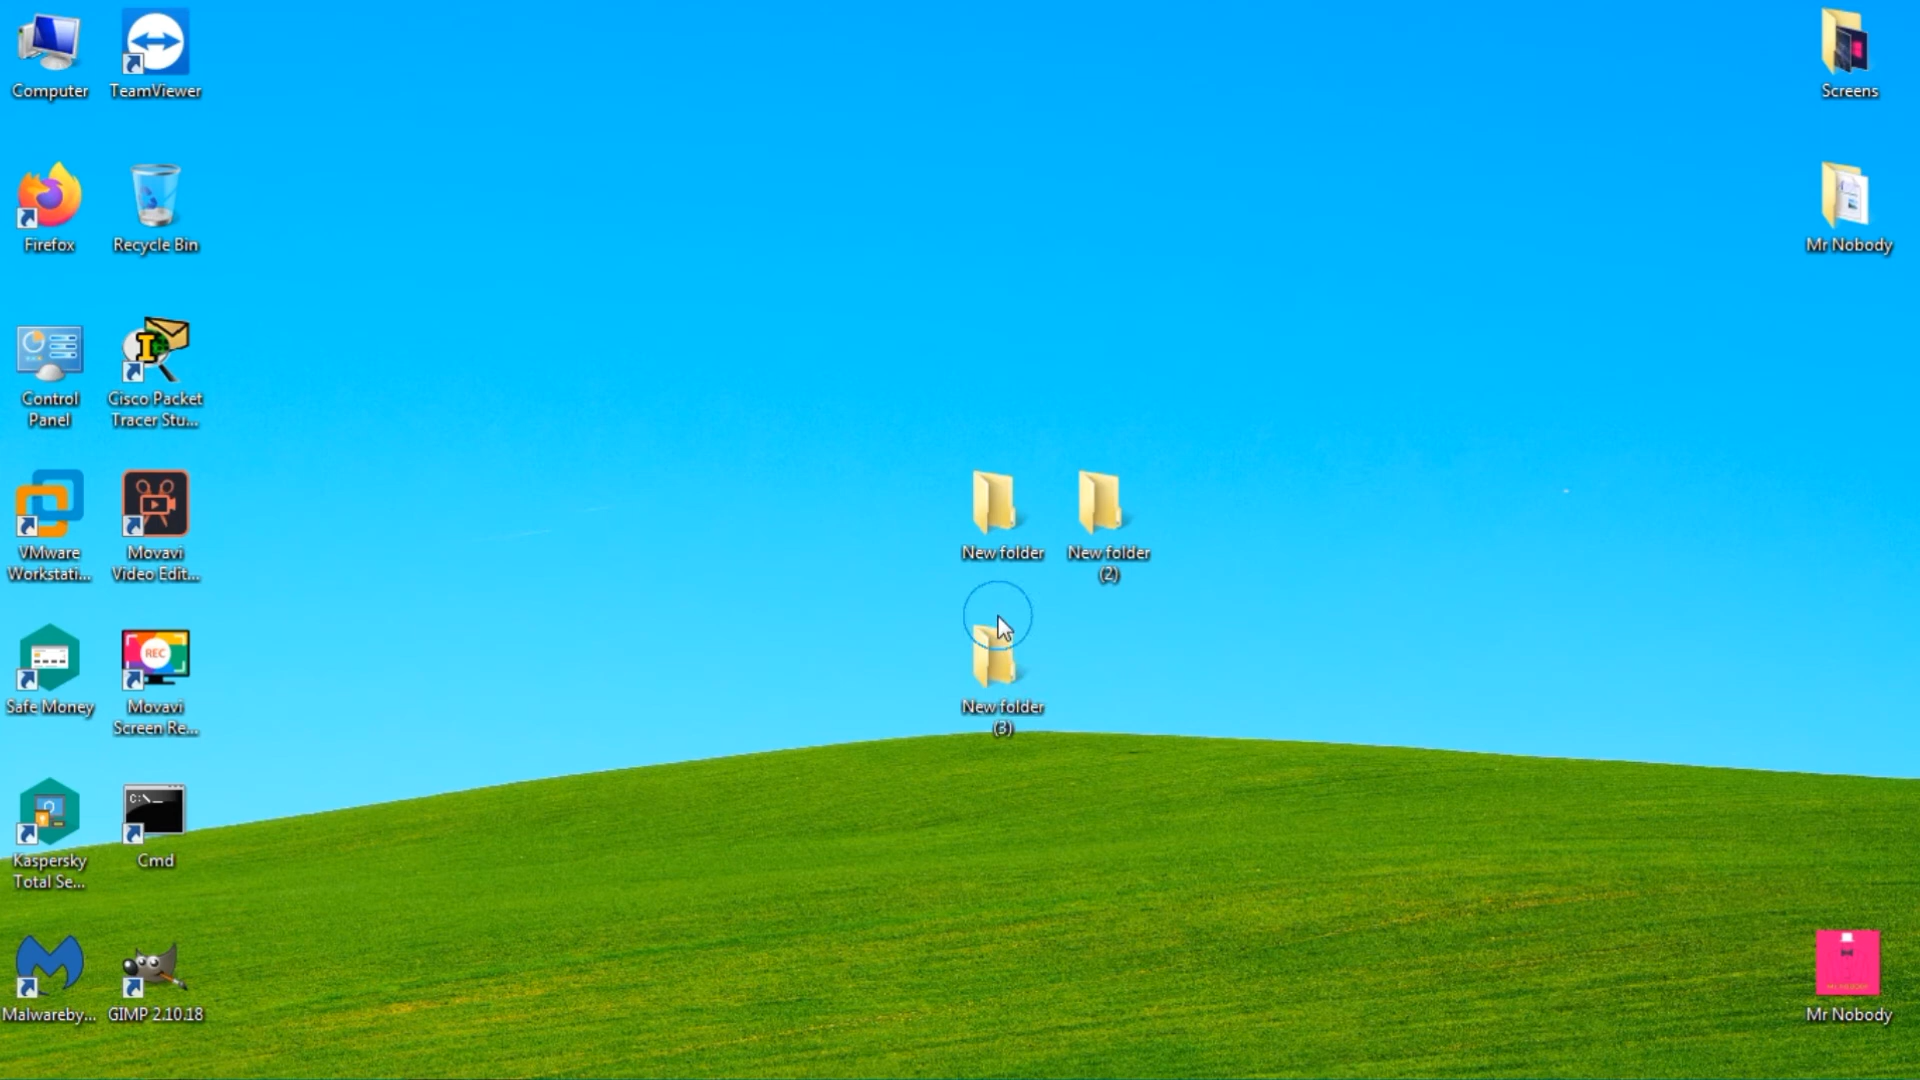 Computer
TeamViewer
Screens
Firefox
Recycle Bin
Mr Nobody
Control
Panel
Cisco Packet
Tracer Stu...
VMware
Workstati...
Movavi
Video Edit...
New folder
New folder
(2)
Safe Money
REC
Movavi
Screen Re...
New folder
(3)
Kaspersky
Total Se...
C:\_
Cmd
Malwareby...
GIMP 2.10.18
Mr Nobody